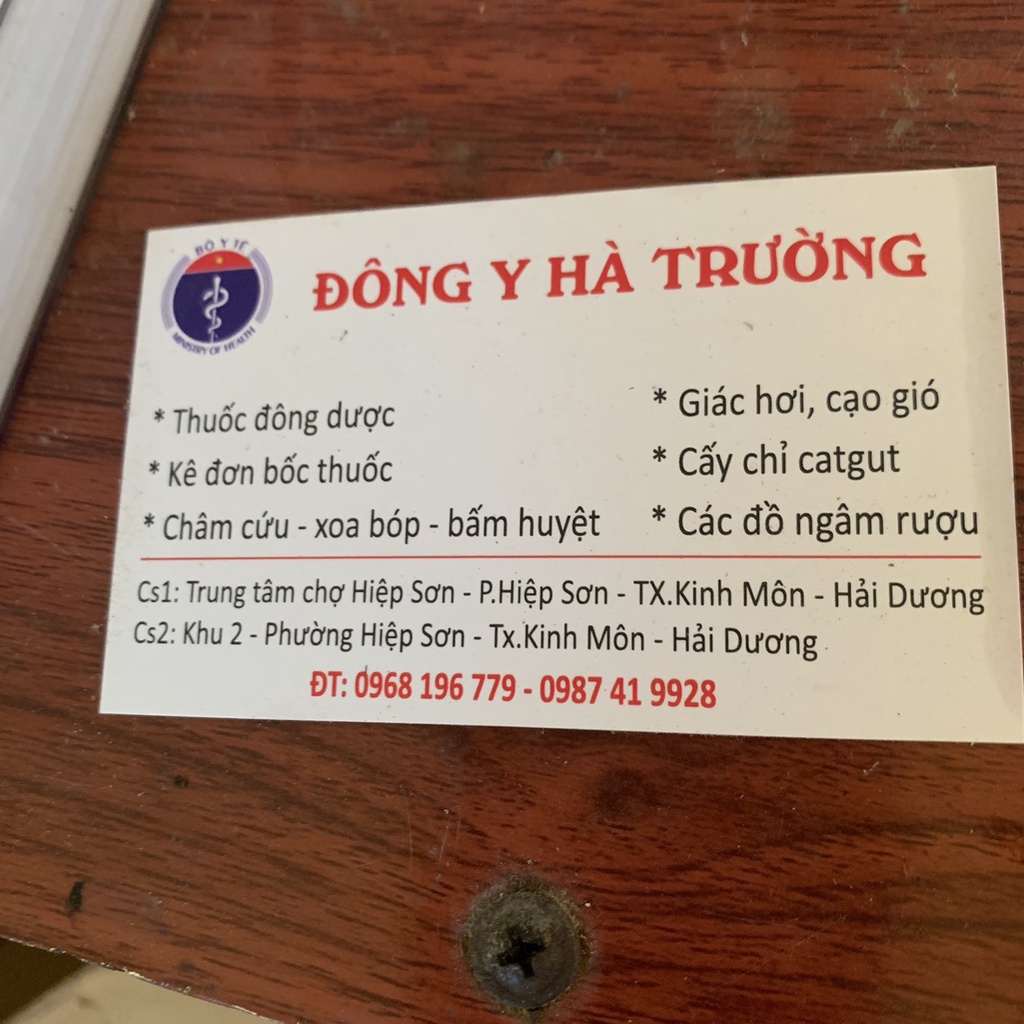 BỘ Y TẾ
MINISTRY OF HEALTH
ĐÔNG Y HÀ TRƯỜNG
* Thuốc đông dược
* Kê đơn bốc thuốc
* Châm cứu - xoa bóp - bấm huyệt
* Giác hơi, cạo gió
* Cấy chỉ catgut
* Các đồ ngâm rượu
Cs1: Trung tâm chợ Hiệp Sơn - P.Hiệp Sơn - TX.Kinh Môn - Hải Dương
Cs2: Khu 2 - Phường Hiệp Sơn - Tx.Kinh Môn - Hải Dương
ĐT: 0968 196 779 - 0987 41 9928